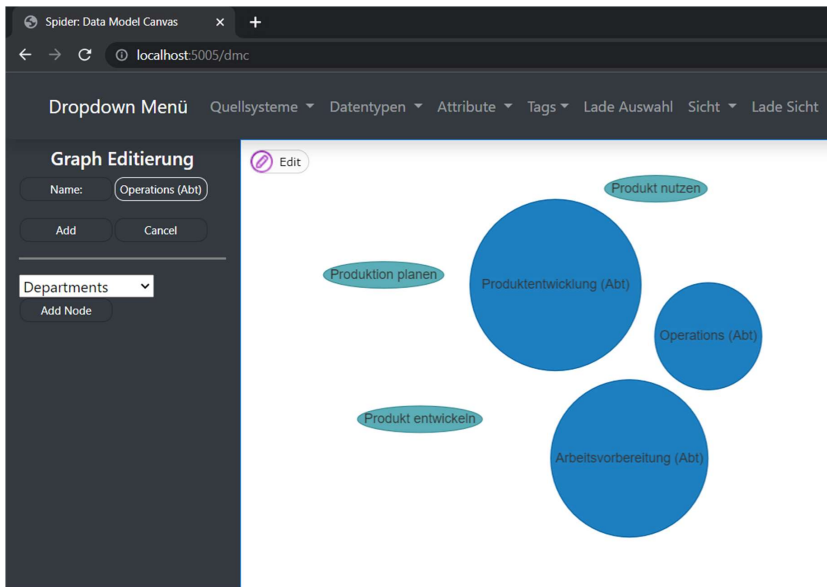 Spider: Data Model Canvas
localhost:5005/dmc
Dropdown Menü Quellsysteme Datentypen Attribute Tags Lade Auswahl Sicht Lade Sicht
Graph Editierung
Name: Operations (Abt)
Add Cancel
Departments
Add Node
Edit
Produkt nutzen
Produktion planen
Produktentwicklung (Abt)
Operations (Abt)
Produkt entwickeln
Arbeitsvorbereitung (Abt)